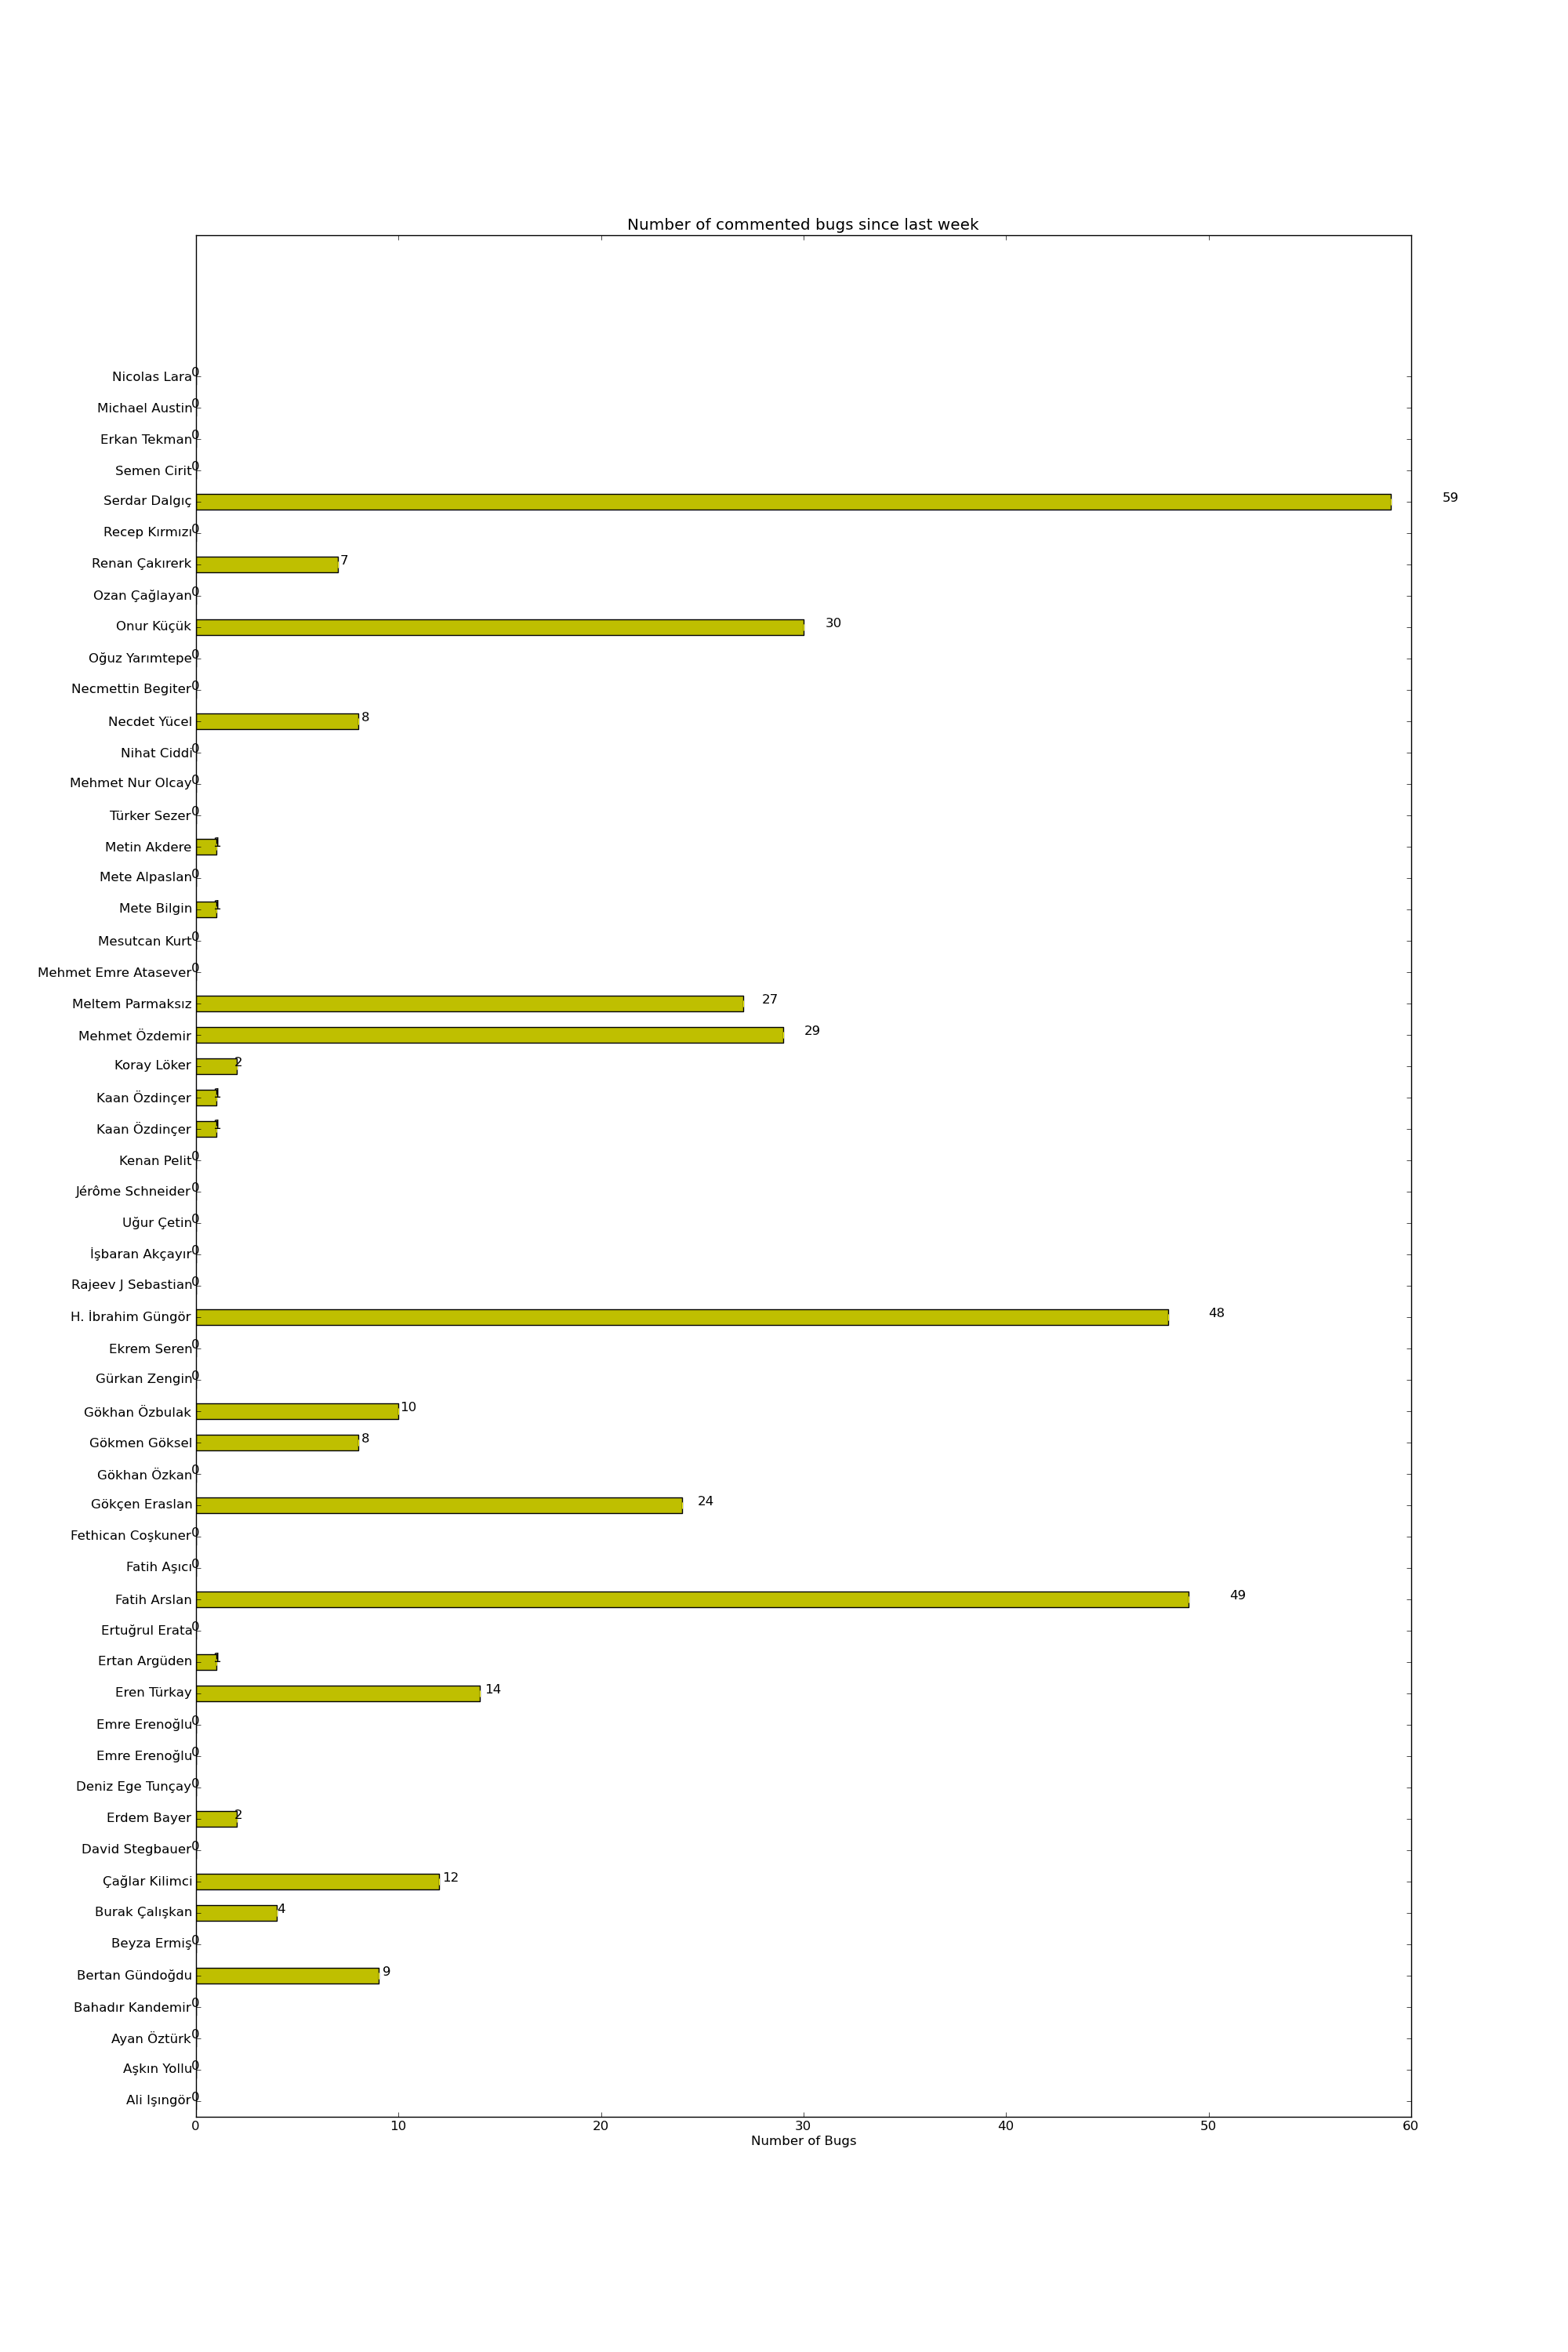 Number of commented bugs since last week
Nicolas Lara 0
Michael Austin 0
Erkan Tekman 0
Semen Cirit 0
Serdar Dalgıç 59
Recep Kırmızı 0
Renan Çakırerk 7
Ozan Çağlayan 0
Onur Küçük 30
Oğuz Yarımtepe 0
Necmettin Begiter 0
Necdet Yücel 8
Nihat Ciddi 0
Mehmet Nur Olcay 0
Türker Sezer 0
Metin Akdere 1
Mete Alpaslan 0
Mete Bilgin 1
Mesutcan Kurt 0
Mehmet Emre Atasever 0
Meltem Parmaksız 27
Mehmet Özdemir 29
Koray Löker 2
Kaan Özdinçer 1
Kaan Özdinçer 1
Kenan Pelit 0
Jérôme Schneider 0
Uğur Çetin 0
İşbaran Akçayır 0
Rajeev J Sebastian 0
H. İbrahim Güngör 48
Ekrem Seren 0
Gürkan Zengin 0
Gökhan Özbulak 10
Gökmen Göksel 8
Gökhan Özkan 0
Gökçen Eraslan 24
Fethican Coşkuner 0
Fatih Aşıcı 0
Fatih Arslan 49
Ertuğrul Erata 0
Ertan Argüden 1
Eren Türkay 14
Emre Erenoğlu 0
Emre Erenoğlu 0
Deniz Ege Tunçay 0
Erdem Bayer 2
David Stegbauer 0
Çağlar Kilimci 12
Burak Çalışkan 4
Beyza Ermiş 0
Bertan Gündoğdu 9
Bahadır Kandemir 0
Ayan Öztürk 0
Aşkın Yollu 0
Ali Işıngör 0
0 10 20 30 40 50 60
Number of Bugs